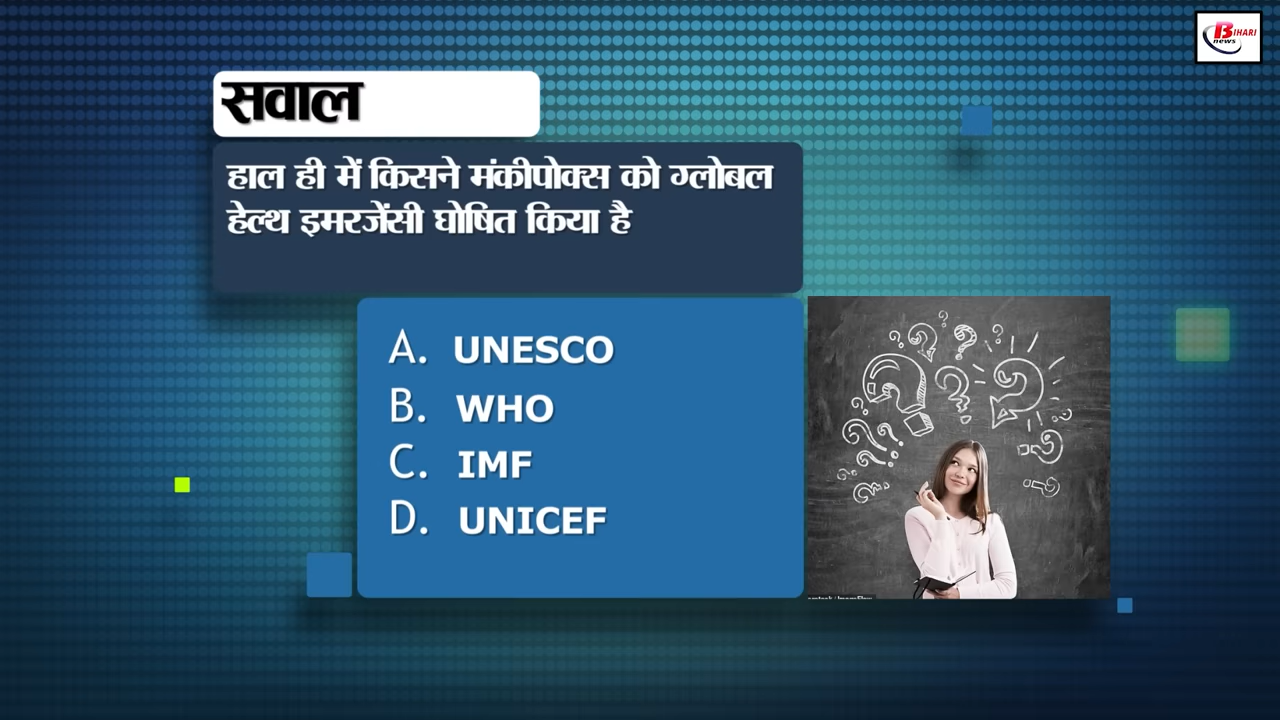 BIHARI
news
सवाल
हाल ही में किसने मंकीपोक्स को ग्लोबल
हेल्थ इमरजेंसी घोषित किया है
A. UNESCO
B. WHO
C. IMF
D. UNICEF